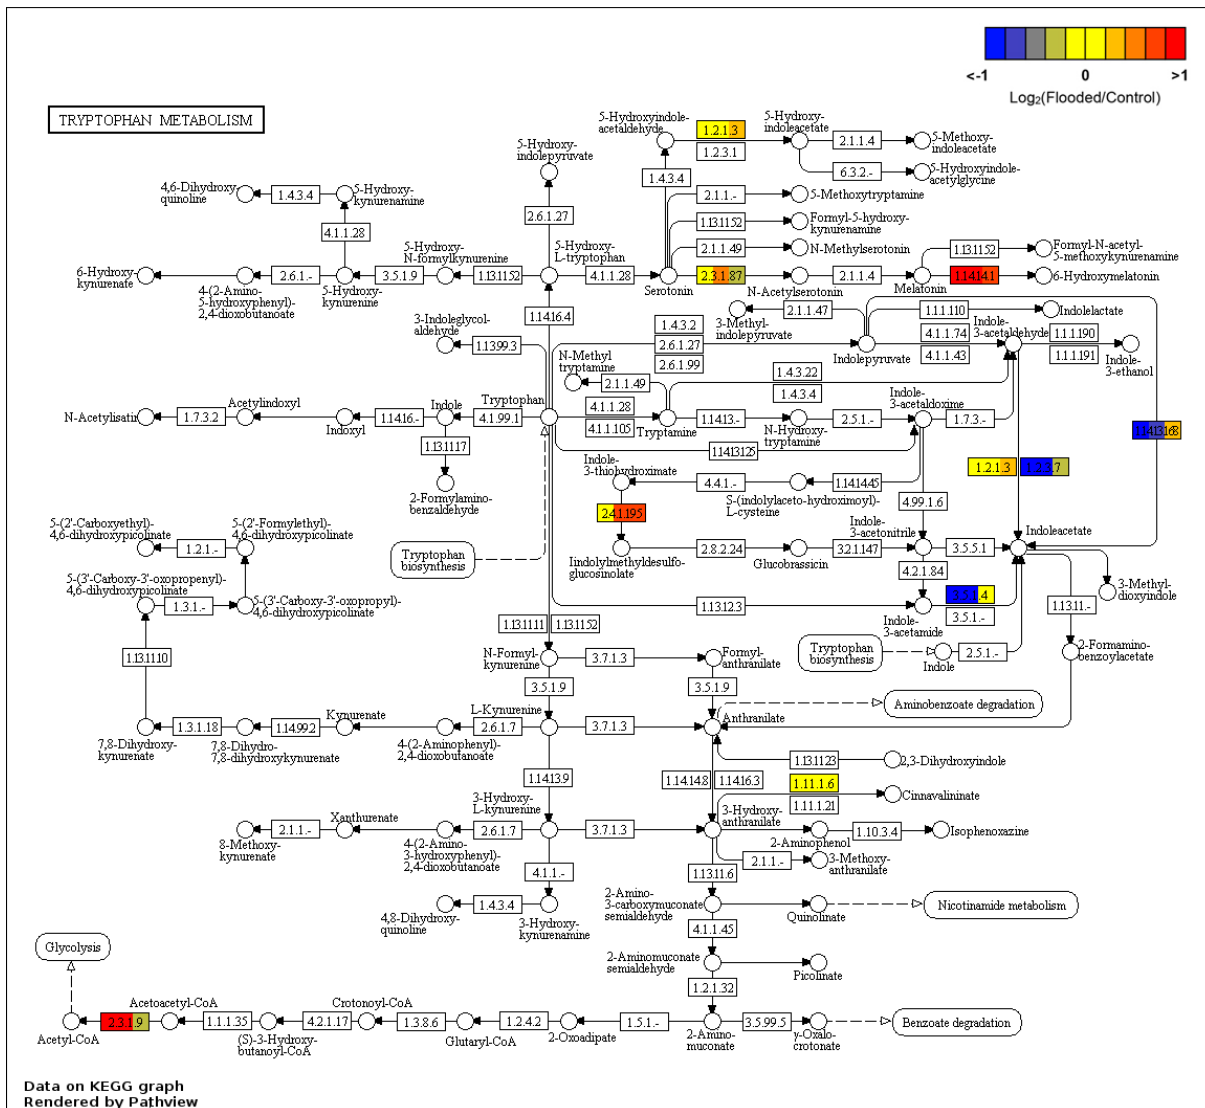 <-1
0
>1
Log2(Flooded/Control)
TRYPTOPHAN METABOLISM
5-Hydroxyindole-
acetaldehyde
1.2.1.3
1.2.3.1
5-Hydroxy-
indoleacetate
2.1.1.4
5-Methoxy-
indoleacetate
6.3.2.-
5-Hydroxyindole-
acetylglycine
5-Hydroxy-
indolepyruvate
1.4.3.4
4,6-Dihydroxy
quinoline
1.4.3.4
5-Hydroxy-
kynurenamine
2.1.1.-
5-Methoxytryptamine
2.6.1.27
1.13.11.52
Formyl-5-hydroxy-
kynurenamine
4.1.1.28
2.1.1.49
N-Methylserotonin
5-Hydroxy-
N-formylkynurenine
5-Hydroxy-
L-tryptophan
1.13.11.52
Formyl-N-acetyl-
5-methoxykynurenamine
6-Hydroxy-
kynurenate
2.6.1.-
3.5.1.9
1.13.11.52
4.1.1.28
2.3.1.87
2.1.1.4
1.14.14.1
6-Hydroxymelatonin
4-(2-Amino-
5-hydroxyphenyl)-
2,4-dioxobutanoate
5-Hydroxy-
kynurenine
Serotonin
N-Acetylserotonin
Melatonin
1.14.16.4
3-Indoleglycol-
aldehyde
1.13.99.3
3-Methyl-
indolepyruvate
2.1.1.47
1.1.1.110
Indolelactate
1.4.3.2
2.6.1.27
2.6.1.99
Indolepyruvate
4.1.1.74
4.1.1.43
Indole-
3-acetaldehyde
1.1.1.190
1.1.1.191
Indole-
3-ethanol
N-Methyl
tryptamine
2.1.1.49
1.4.3.22
1.4.3.4
N-Acetylisatin
1.7.3.2
Acetylindoxyl
Indoxyl
1.14.16.-
Indole
4.1.99.1
Tryptophan
4.1.1.28
4.1.1.105
Tryptamine
1.14.13.-
N-Hydroxy-
tryptamine
2.5.1.-
Indole-
3-acetaldoxime
1.7.3.-
1.13.11.17
1.14.13.125
1.14.13.168
2-Formylamino-
benzaldehyde
Indole-
3-thiohydroximate
4.4.1.-
S-(indolylaceto-hydroximoyl)-
L-cysteine
1.14.14.45
1.2.1.3
1.2.3.7
4.99.1.6
2.4.1.195
5-(2'-Carboxyethyl)-
4,6-dihydroxypicolinate
1.2.1.-
5-(2'-Formylethyl)-
4,6-dihydroxypicolinate
Tryptophan
biosynthesis
Iindolylmethyldesulfo-
glucosinolate
2.8.2.24
Glucobrassicin
3.2.1.147
Indole-
3-acetonitrile
3.5.5.1
Indoleacetate
4.2.1.84
3-Methyl-
dioxyindole
5-(3'-Carboxy-3'-oxopropenyl)-
4,6-dihydroxypicolinate
1.3.1.-
5-(3'-Carboxy-3'-oxopropyl)-
4,6-dihydroxypicolinate
1.13.12.3
Indole-
3-acetamide
3.5.1.4
3.5.1.-
1.13.11.-
1.13.11.11
1.13.11.52
1.13.11.10
N-Formyl-
kynurenine
3.7.1.3
Formyl-
anthranilate
Tryptophan
biosynthesis
Indole
2.5.1.-
2-Formamino-
benzoylacetate
3.5.1.9
3.5.1.9
Aminobenzoate degradation
7,8-Dihydroxy-
kynurenate
1.3.1.18
7,8-Dihydro-
7,8-dihydroxykynurenate
1.14.99.2
Kynurenate
4-(2-Aminophenyl)-
2,4-dioxobutanoate
2.6.1.7
L-Kynurenine
3.7.1.3
Anthranilate
1.13.11.23
2,3-Dihydroxyindole
1.14.13.9
1.14.14.8
1.14.16.3
1.11.1.6
1.11.1.21
Cinnavalininate
8-Methoxy-
kynurenate
2.1.1.-
Xanthurenate
4-(2-Amino-
3-hydroxyphenyl)-
2,4-dioxobutanoate
2.6.1.7
3-Hydroxy-
L-kynurenine
3.7.1.3
3-Hydroxy-
anthranilate
2-Aminophenol
1.10.3.4
Isophenoxazine
2.1.1.-
3-Methoxy-
anthranilate
4.1.1.-
1.13.11.6
4,8-Dihydroxy-
quinoline
1.4.3.4
3-Hydroxy-
kynurenamine
2-Amino-
3-carboxymuconate
semialdehyde
Quinolinate
Nicotinamide metabolism
4.1.1.45
Glycolysis
2-Aminomuconate
semialdehyde
Picolinate
1.2.1.32
Acetyl-CoA
2.3.1.9
Acetoacetyl-CoA
1.1.1.35
(S)-3-Hydroxy-
butanoyl-CoA
4.2.1.17
Crotonoyl-CoA
1.3.8.6
Glutaryl-CoA
1.2.4.2
2-Oxoadipate
1.5.1.-
2-Amino-
muconate
3.5.99.5
γ-Oxalo-
crotonate
Benzoate degradation
Data on KEGG graph
Rendered by Pathview